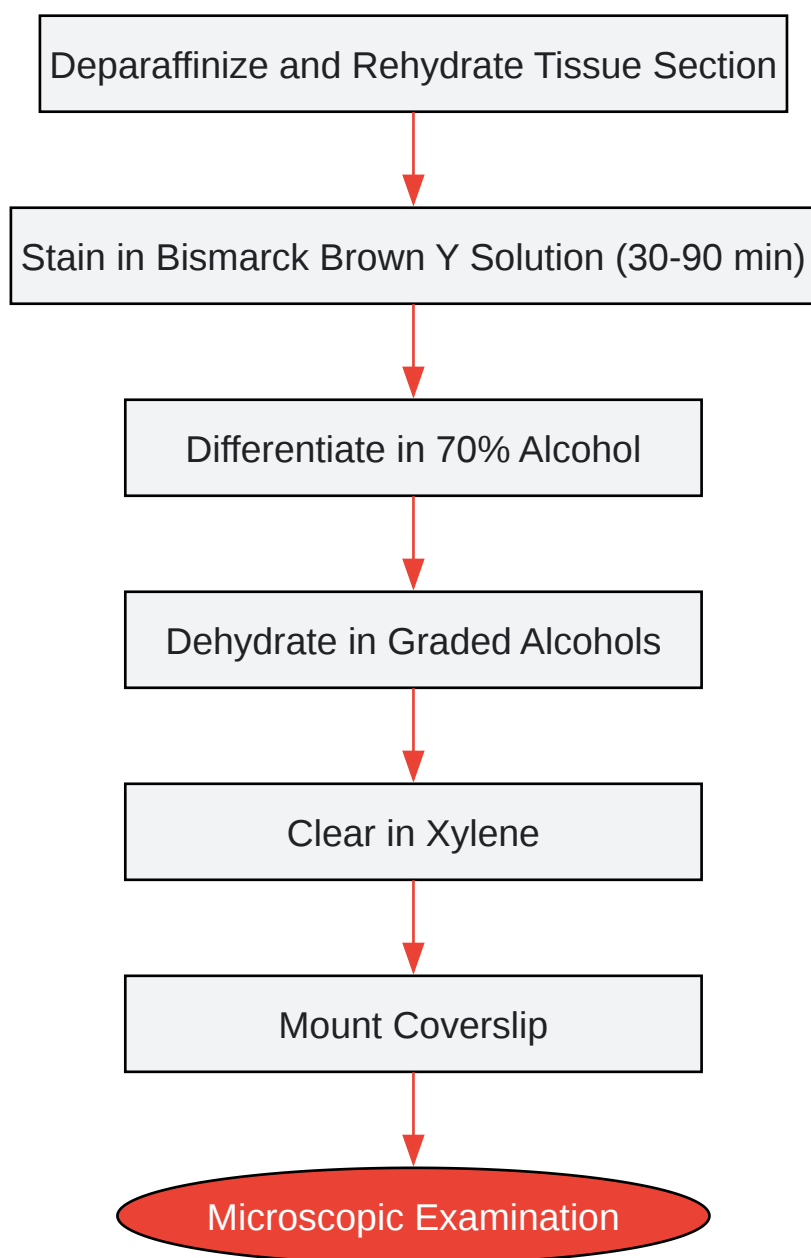 Deparaffinize and Rehydrate Tissue Section
Stain in Bismarck Brown Y Solution (30-90 min)
Differentiate in 70% Alcohol
Dehydrate in Graded Alcohols
Clear in Xylene
Mount Coverslip
Microscopic Examination